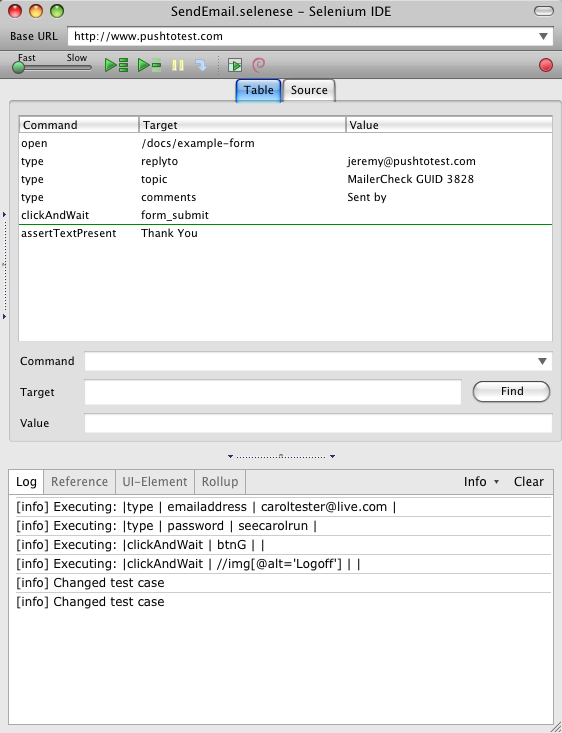 SendEmail.selenese – Selenium IDE
Base URL http://www.pushtotest.com
Fast Slow
Table Source
Command Target Value
open /docs/example-form
type replyto jeremy@pushtotest.com
type topic MailerCheck GUID 3828
type comments Sent by
clickAndWait form_submit
assertTextPresent Thank You
Command
Target Find
Value
Log Reference UI-Element Rollup Info Clear
[info] Executing: |type | emailaddress | caroltester@live.com |
[info] Executing: |type | password | seecarolrun |
[info] Executing: |clickAndWait | btnG | |
[info] Executing: |clickAndWait | //img[@alt='Logoff'] | |
[info] Changed test case
[info] Changed test case